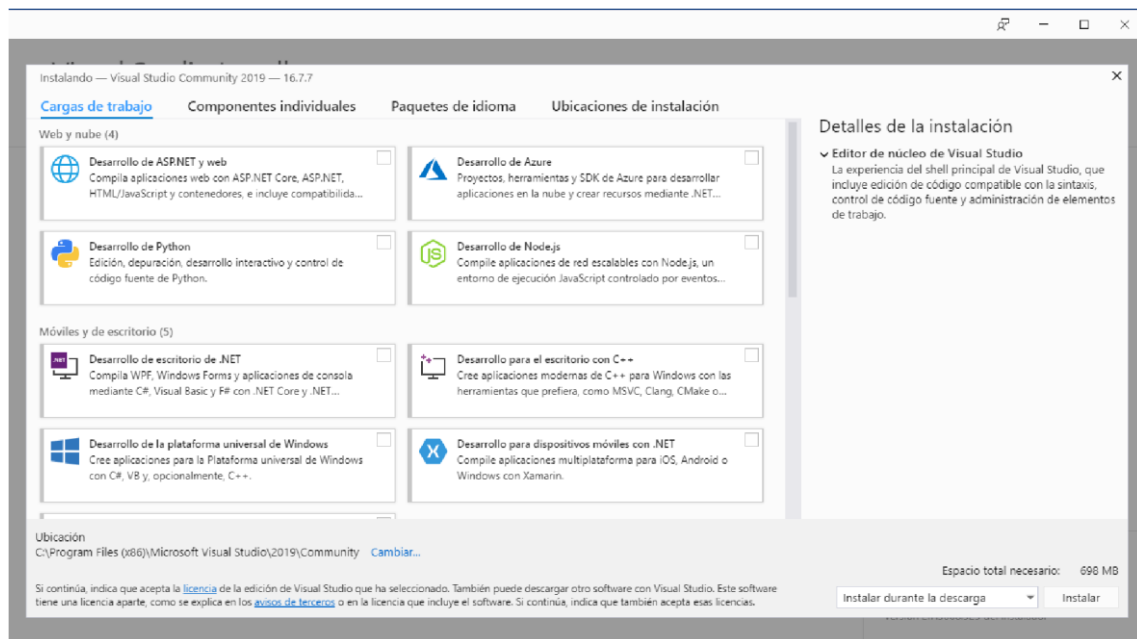 Instalando — Visual Studio Community 2019 — 16.7.7
Cargas de trabajo
Componentes individuales
Paquetes de idioma
Ubicaciones de instalación
Web y nube (4)
Desarrollo de ASP.NET y web
Compila aplicaciones web con ASP.NET Core, ASP.NET,
HTML/JavaScript y contenedores, e incluye compatibilida...
Desarrollo de Azure
Proyectos, herramientas y SDK de Azure para desarrollar
aplicaciones en la nube y crear recursos mediante .NET...
Desarrollo de Python
Edición, depuración, desarrollo interactivo y control de
código fuente de Python.
JS
Desarrollo de Node.js
Compile aplicaciones de red escalables con Node.js, un
entorno de ejecución JavaScript controlado por eventos...
Móviles y de escritorio (5)
.NET
Desarrollo de escritorio de .NET
Compila WPF, Windows Forms y aplicaciones de consola
mediante C#, Visual Basic y F# con .NET Core y .NET...
Desarrollo para el escritorio con C++
Cree aplicaciones modernas de C++ para Windows con las
herramientas que prefiera, como MSVC, Clang, CMake o...
Desarrollo de la plataforma universal de Windows
Cree aplicaciones para la Plataforma universal de Windows
con C#, VB y, opcionalmente, C++.
Desarrollo para dispositivos móviles con .NET
Compile aplicaciones multiplataforma para iOS, Android o
Windows con Xamarin.
Detalles de la instalación
Editor de núcleo de Visual Studio
La experiencia del shell principal de Visual Studio, que
incluye edición de código compatible con la sintaxis,
control de código fuente y administración de elementos
de trabajo.
Ubicación
C:\Program Files (x86)\Microsoft Visual Studio\2019\Community Cambiar...
Si continúa, indica que acepta la licencia de la edición de Visual Studio que ha seleccionado. También puede descargar otro software con Visual Studio. Este software
tiene una licencia aparte, como se explica en los avisos de terceros o en la licencia que incluye el software. Si continúa, indica que también acepta esas licencias.
Espacio total necesario: 698 MB
Instalar durante la descarga
Instalar